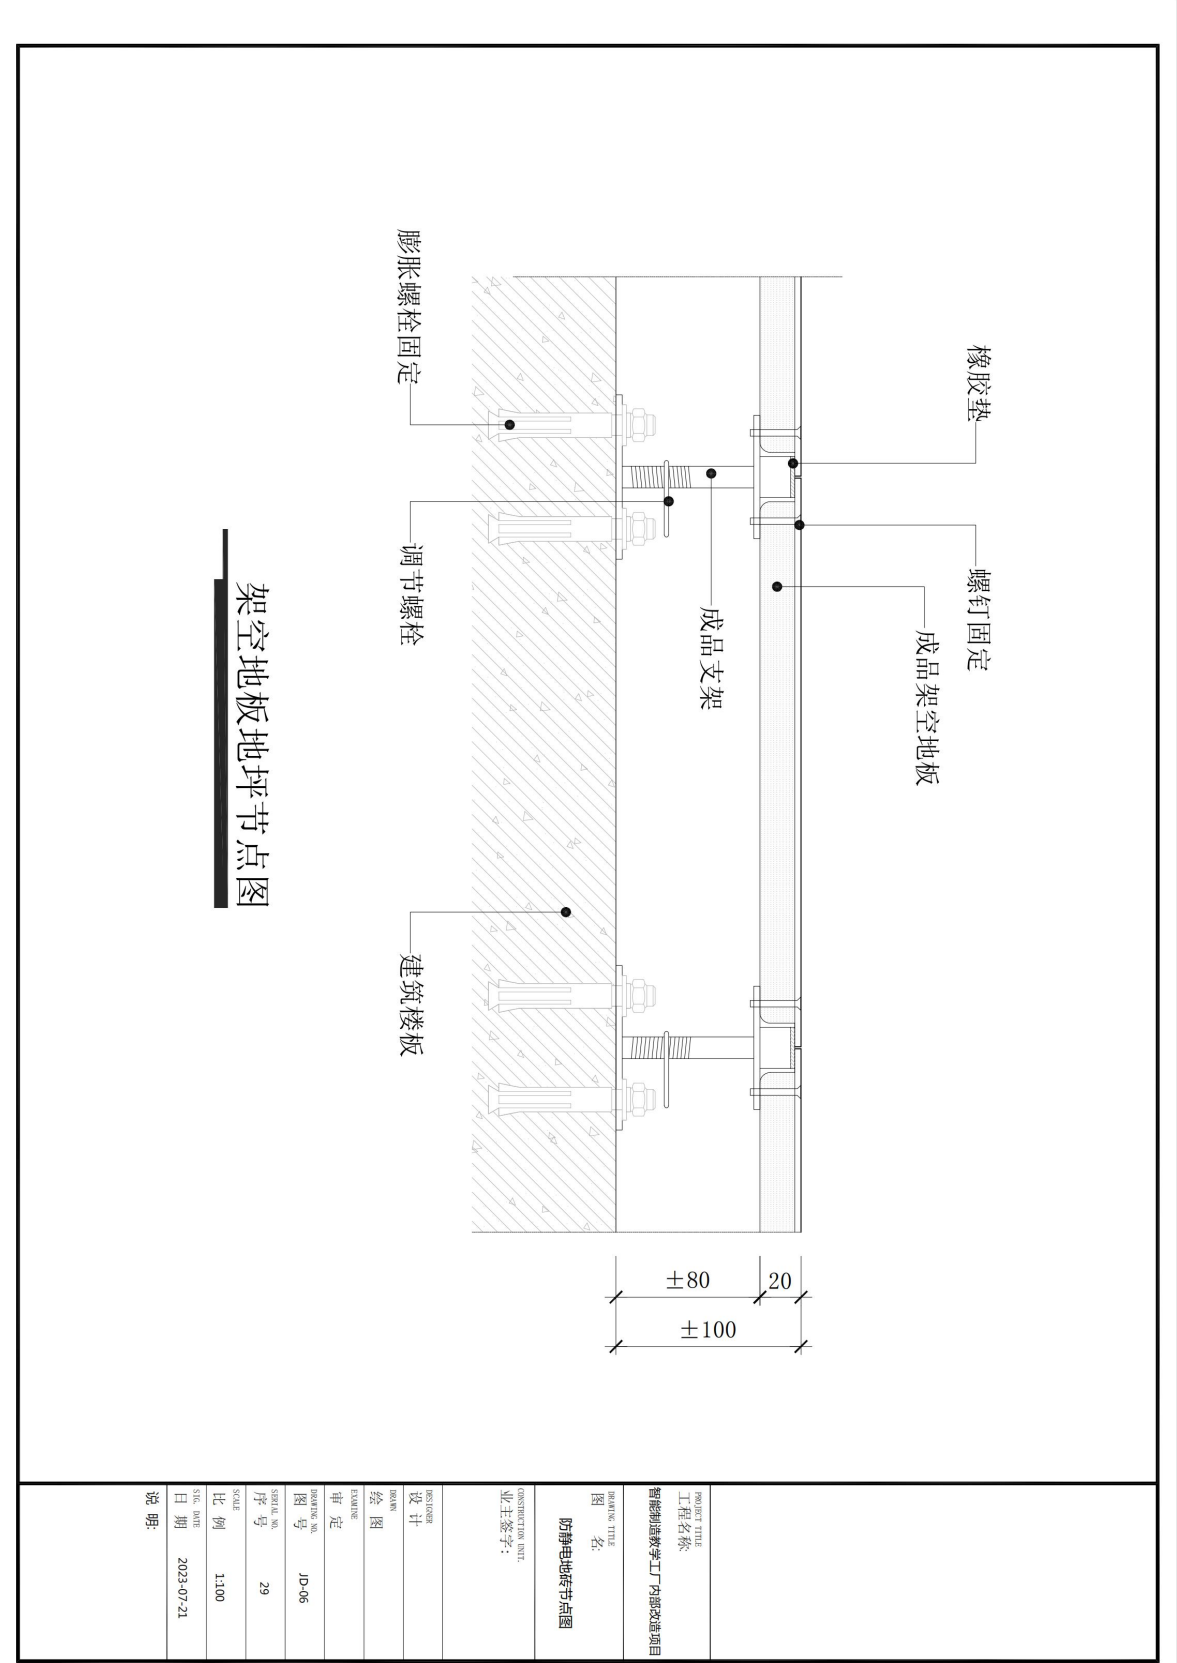 橡胶垫
螺钉固定
成品架空地板
成品支架
膨胀螺栓固定
调节螺栓
建筑楼板
20
±80
±100
架空地板地坪节点图
PROJECT TITLE
工程名称:
智能制造教学工厂内部改造项目
DRAWING TITLE
图 名:
防静电地砖节点图
CONSTRUCTION UNIT.
业主签字:
DESIGNER
设 计
DRAWN
绘 图
EXAMINE
审 定
DRAWING NO.
图 号 JD-06
SERIAL NO.
序 号 29
SCALE
比 例 1:100
SIG. DATE
日 期 2023-07-21
说 明: